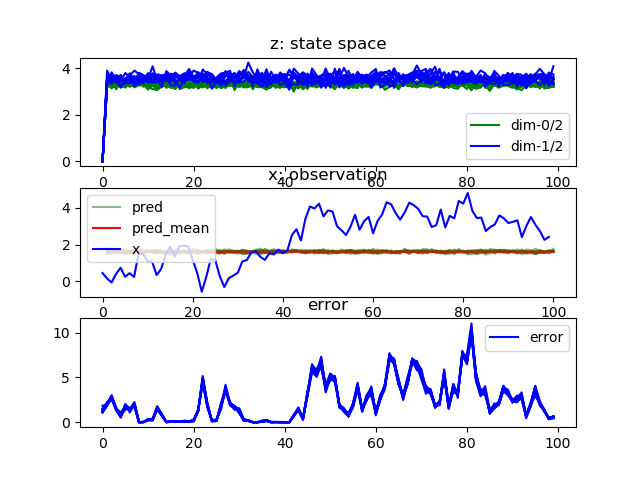 z: state space
4
2
0
dim-0/2
dim-1/2
0 20 40 60 80 100
x: observation
4
2
0
pred
pred_mean
x
0 20 40 60 80 100
error
10
5
0
error
0 20 40 60 80 100